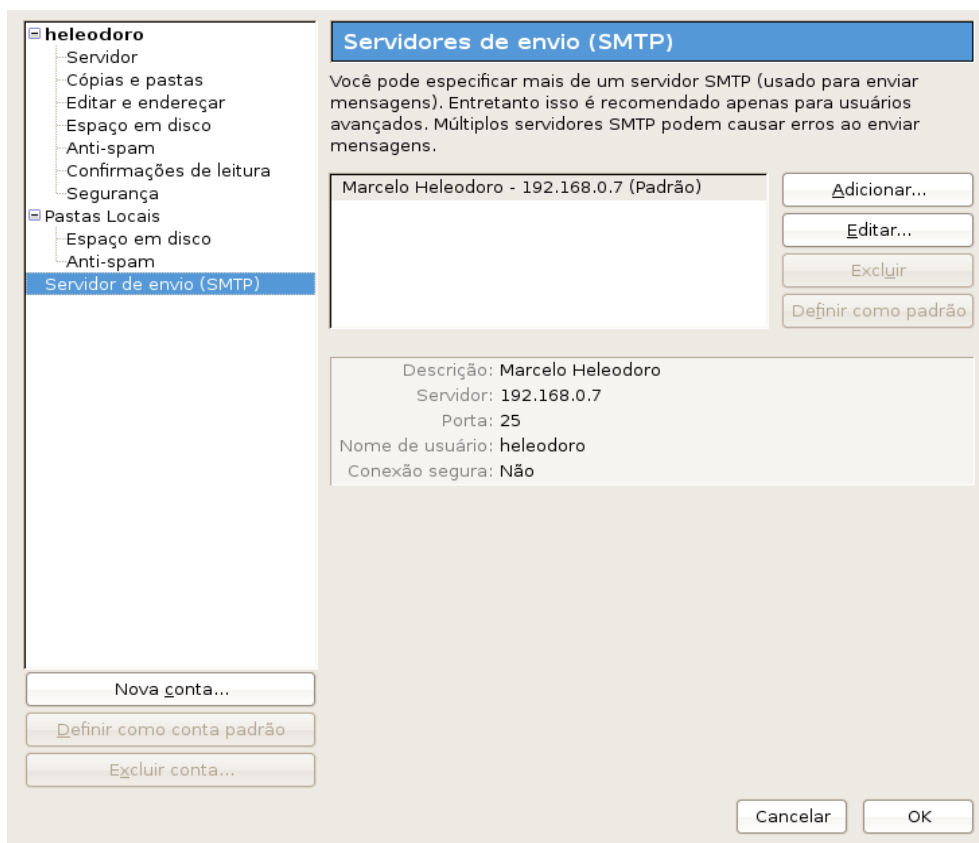 heleodoro
Servidor
Cópias e pastas
Editar e endereçar
Espaço em disco
Anti-spam
Confirmações de leitura
Segurança
Pastas Locais
Espaço em disco
Anti-spam
Servidor de envio (SMTP)
Nova conta...
Definir como conta padrão
Excluir conta...
Servidores de envio (SMTP)
Você pode especificar mais de um servidor SMTP (usado para enviar
mensagens). Entretanto isso é recomendado apenas para usuários
avançados. Múltiplos servidores SMTP podem causar erros ao enviar
mensagens.
Marcelo Heleodoro - 192.168.0.7 (Padrão)
Adicionar...
Editar...
Excluir
Definir como padrão
Descrição: Marcelo Heleodoro
Servidor: 192.168.0.7
Porta: 25
Nome de usuário: heleodoro
Conexão segura: Não
Cancelar
OK